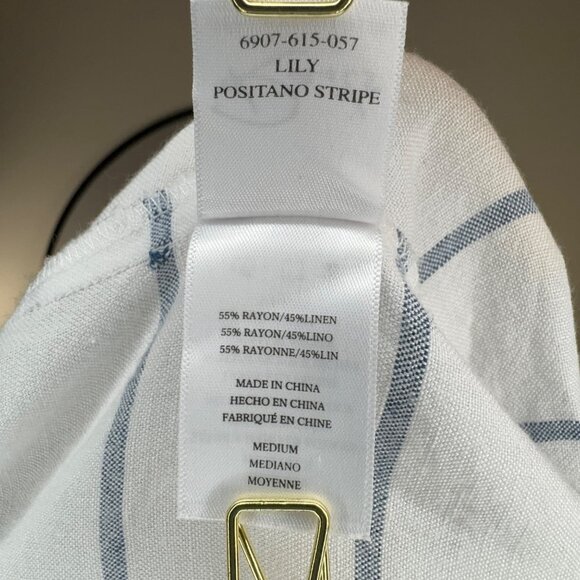 6907-615-057
LILY
POSITANO STRIPE
55% RAYON/45%LINEN
55% RAYON/45%LINO
55% RAYONNE/45%LIN
MADE IN CHINA
HECHO EN CHINA
FABRIQUÉ EN CHINE
MEDIUM
MEDIANO
MOYENNE